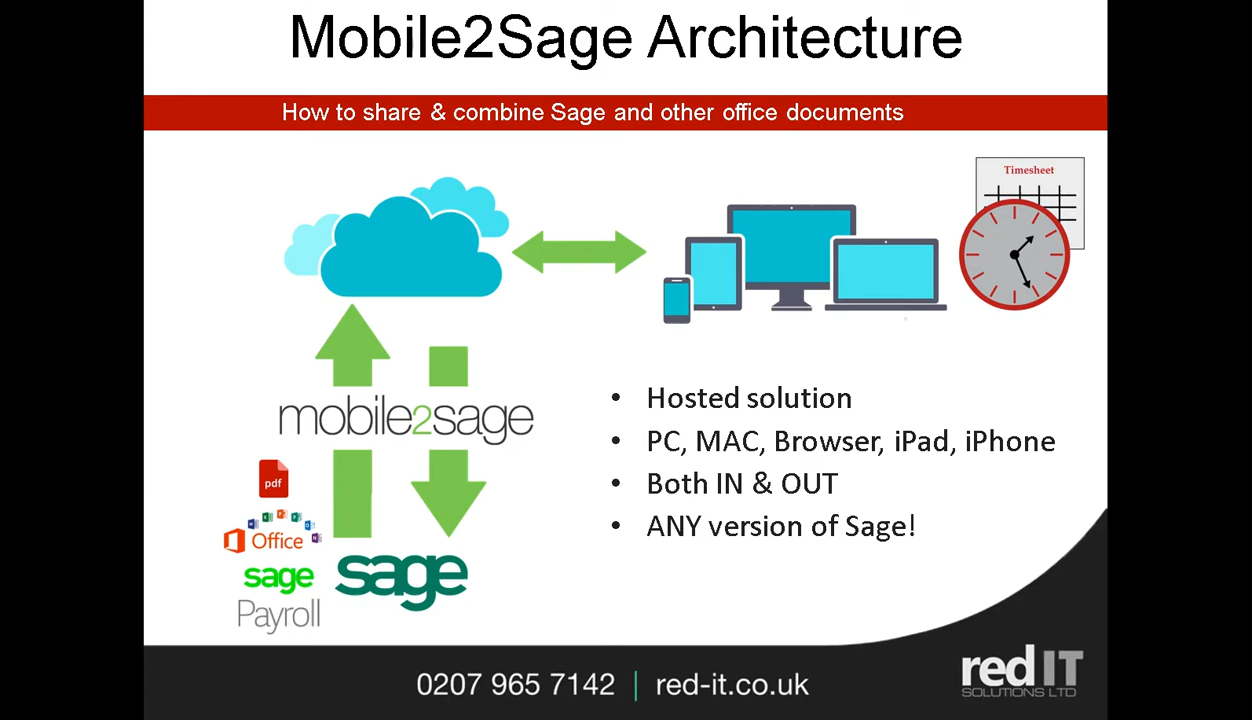 Mobile2Sage Architecture
How to share & combine Sage and other office documents
Timesheet
mobile2sage
• Hosted solution
• PC, MAC, Browser, iPad, iPhone
• Both IN & OUT
• ANY version of Sage!
pdf
Office
sage
Payroll
sage
0207 965 7142 | red-it.co.uk
redIT
SOLUTIONS LTD